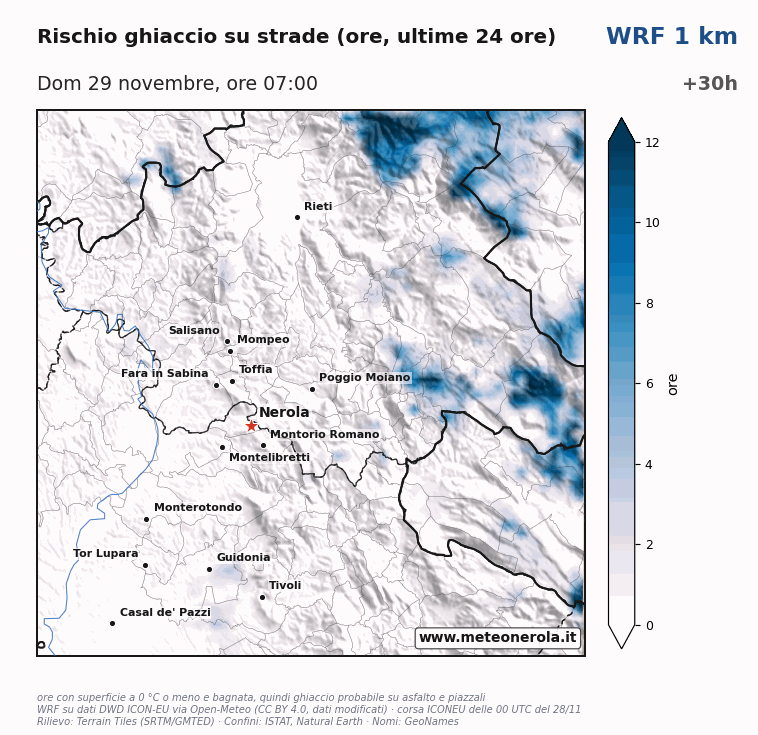 Rischio ghiaccio su strade (ore, ultime 24 ore)
WRF 1 km
Dom 29 novembre, ore 07:00
+30h
Rieti
Salisano
Mompeo
Toffia
Fara in Sabina
Poggio Moiano
Nerola
Montorio Romano
Montelibretti
Monterotondo
Tor Lupara
Guidonia
Tivoli
Casal de' Pazzi
www.meteonerola.it
12
10
8
6
4
2
0
ore
ore con superficie a 0 °C o meno e bagnata, quindi ghiaccio probabile su asfalto e piazzali
WRF su dati DWD ICON-EU via Open-Meteo (CC BY 4.0, dati modificati) · corsa ICONEU delle 00 UTC del 28/11
Rilievo: Terrain Tiles (SRTM/GMTED) · Confini: ISTAT, Natural Earth · Nomi: GeoNames